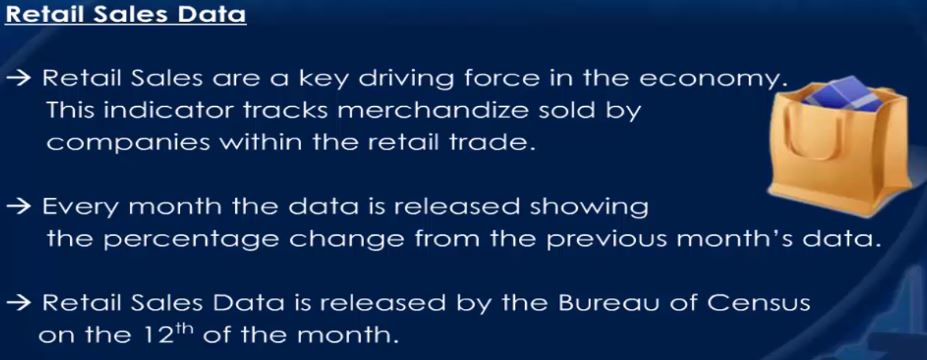 Retail Sales Data
→ Retail Sales are a key driving force in the economy.
This indicator tracks merchandize sold by
companies within the retail trade.
→ Every month the data is released showing
the percentage change from the previous month's data.
→ Retail Sales Data is released by the Bureau of Census
on the 12th of the month.